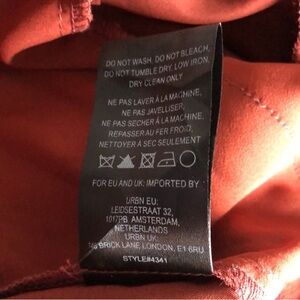 DO NOT WASH, DO NOT BLEACH,
DO NOT TUMBLE DRY, LOW IRON,
DRY CLEAN ONLY
NE PAS LAVER À LA MACHINE,
NE PAS JAVELLISER,
NE PAS SÉCHER À LA MACHINE,
REPASSER AU FER FROID,
NETTOYER A SEC SEULEMENT
FOR EU AND UK: IMPORTED BY
URBN EU:
LEIDSESTRAAT 32,
1017PB AMSTERDAM,
NETHERLANDS
URBN UK:
BRICK LANE LONDON, E1 6RU
STYLE#4341